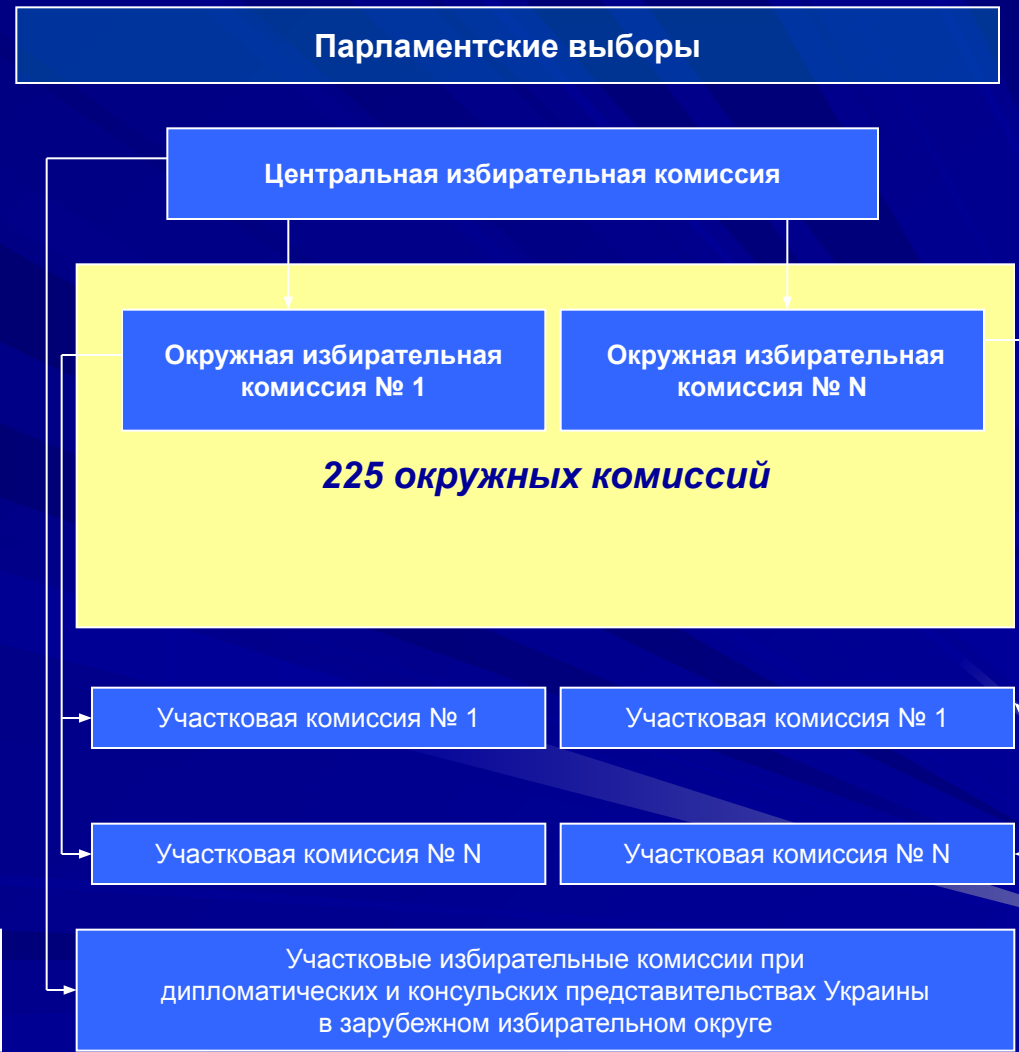 Парламентские выборы
Центральная избирательная комиссия
Окружная избирательная
комиссия № 1
Окружная избирательная
комиссия № N
225 окружных комиссий
Участковая комиссия № 1
Участковая комиссия № 1
Участковая комиссия № N
Участковая комиссия № N
Участковые избирательные комиссии при
дипломатических и консульских представительствах Украины
в зарубежном избирательном округе